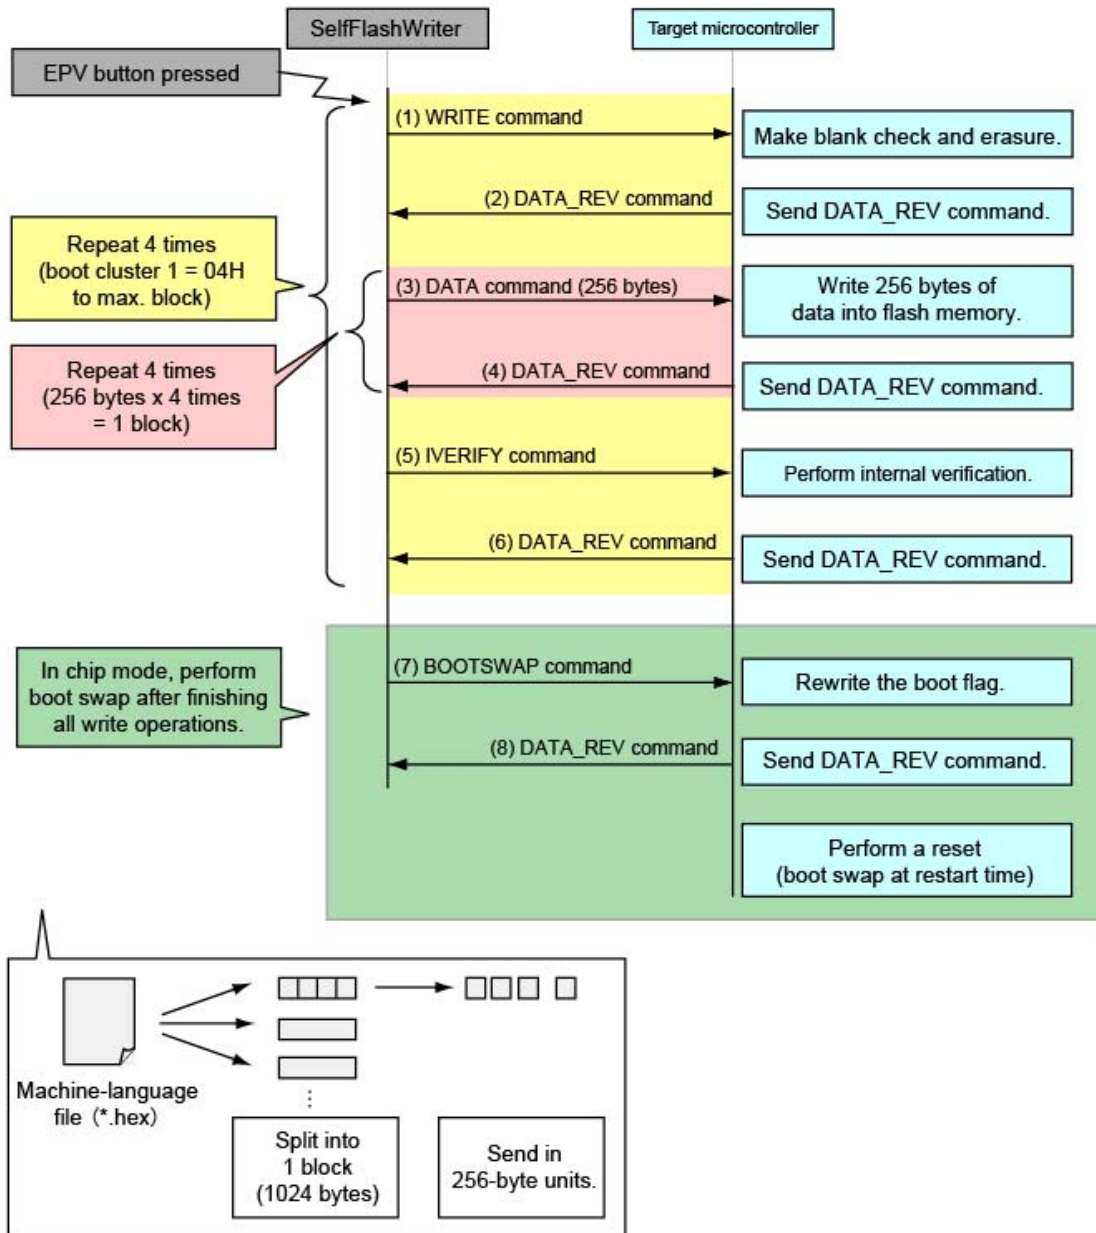 SelfFlashWriter
Target microcontroller
EPV button pressed
(1) WRITE command
Make blank check and erasure.
(2) DATA_REV command
Send DATA_REV command.
Repeat 4 times
(boot cluster 1 = 04H
to max. block)
(3) DATA command (256 bytes)
Write 256 bytes of
data into flash memory.
Repeat 4 times
(256 bytes x 4 times
= 1 block)
(4) DATA_REV command
Send DATA_REV command.
(5) IVERIFY command
Perform internal verification.
(6) DATA_REV command
Send DATA_REV command.
In chip mode, perform
boot swap after finishing
all write operations.
(7) BOOTSWAP command
Rewrite the boot flag.
(8) DATA_REV command
Send DATA_REV command.
Perform a reset
(boot swap at restart time)
Machine-language
file (*.hex)
Split into
1 block
(1024 bytes)
Send in
256-byte units.